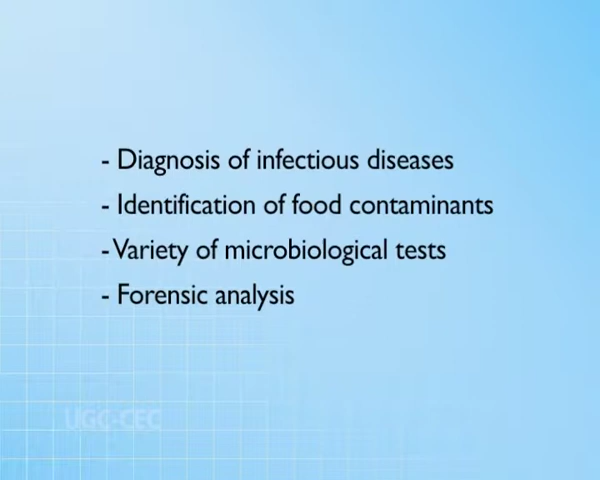 - Diagnosis of infectious diseases
- Identification of food contaminants
- Variety of microbiological tests
- Forensic analysis
UGC-CEC